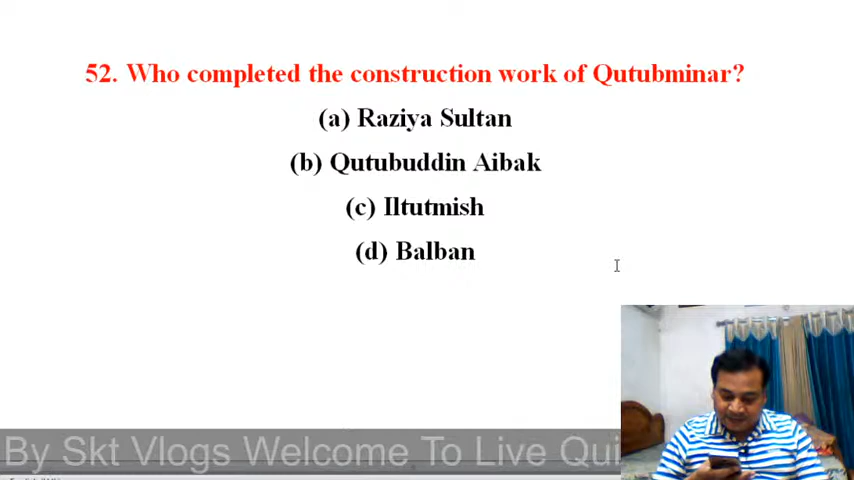 52. Who completed the construction work of Qutubminar?
(a) Raziya Sultan
(b) Qutubuddin Aibak
(c) Iltutmish
(d) Balban
By Skt Vlogs Welcome To Live Qui